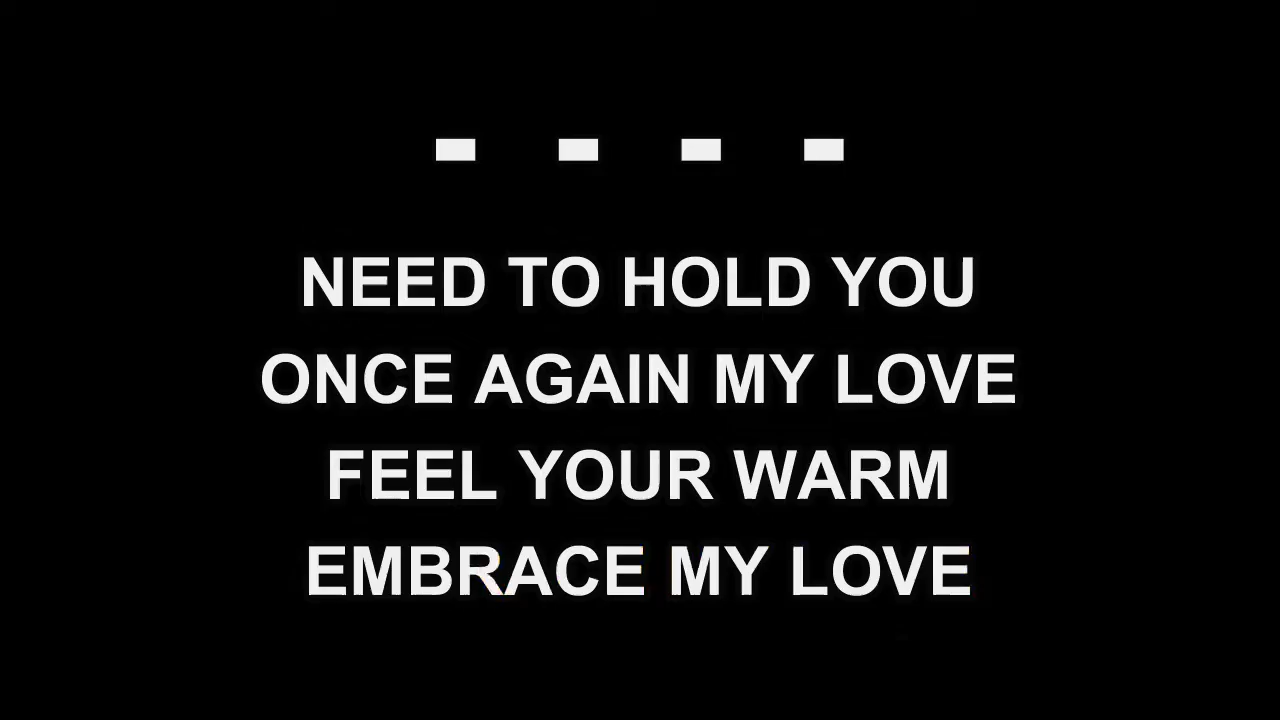 - - - -
NEED TO HOLD YOU
ONCE AGAIN MY LOVE
FEEL YOUR WARM
EMBRACE MY LOVE